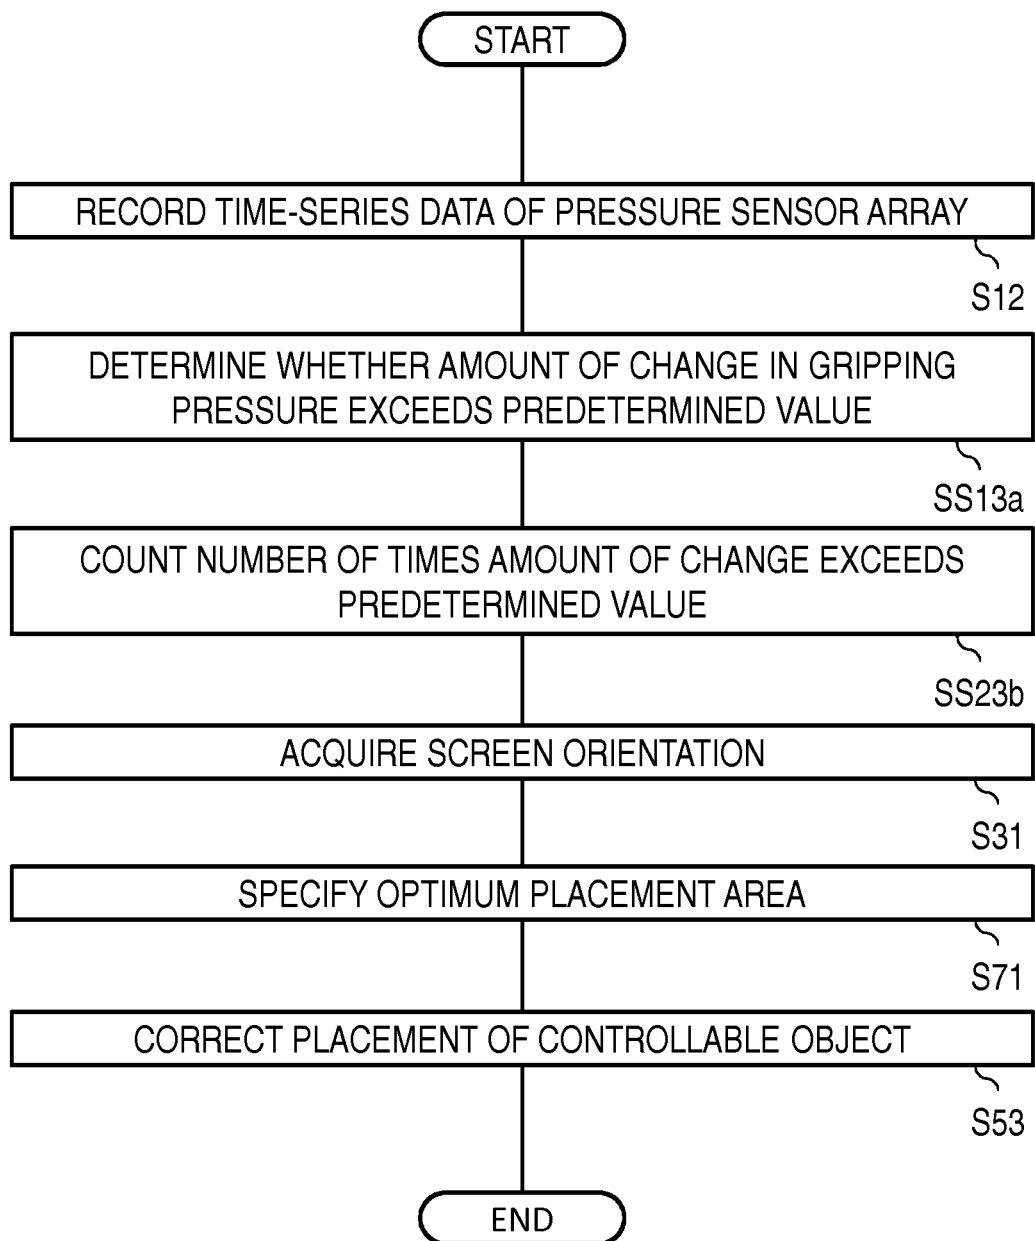 START
RECORD TIME-SERIES DATA OF PRESSURE SENSOR ARRAY
S12
DETERMINE WHETHER AMOUNT OF CHANGE IN GRIPPING
PRESSURE EXCEEDS PREDETERMINED VALUE
SS13a
COUNT NUMBER OF TIMES AMOUNT OF CHANGE EXCEEDS
PREDETERMINED VALUE
SS23b
ACQUIRE SCREEN ORIENTATION
S31
SPECIFY OPTIMUM PLACEMENT AREA
S71
CORRECT PLACEMENT OF CONTROLLABLE OBJECT
S53
END